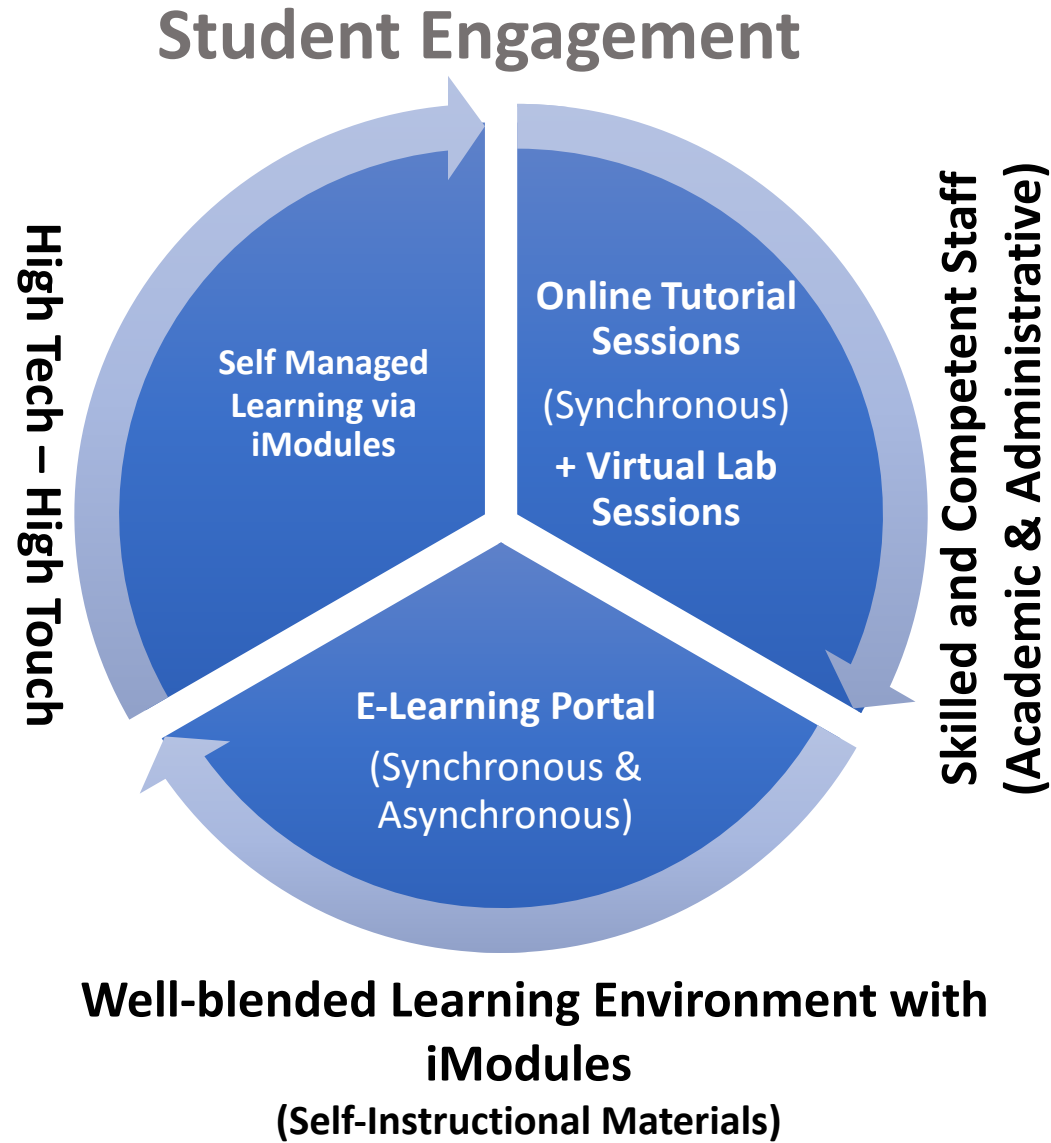 Student Engagement
High Tech – High Touch
Self Managed
Learning via
iModules
Online Tutorial
Sessions
(Synchronous)
+ Virtual Lab
Sessions
Skilled and Competent Staff
(Academic & Administrative)
E-Learning Portal
(Synchronous &
Asynchronous)
Well-blended Learning Environment with
iModules
(Self-Instructional Materials)